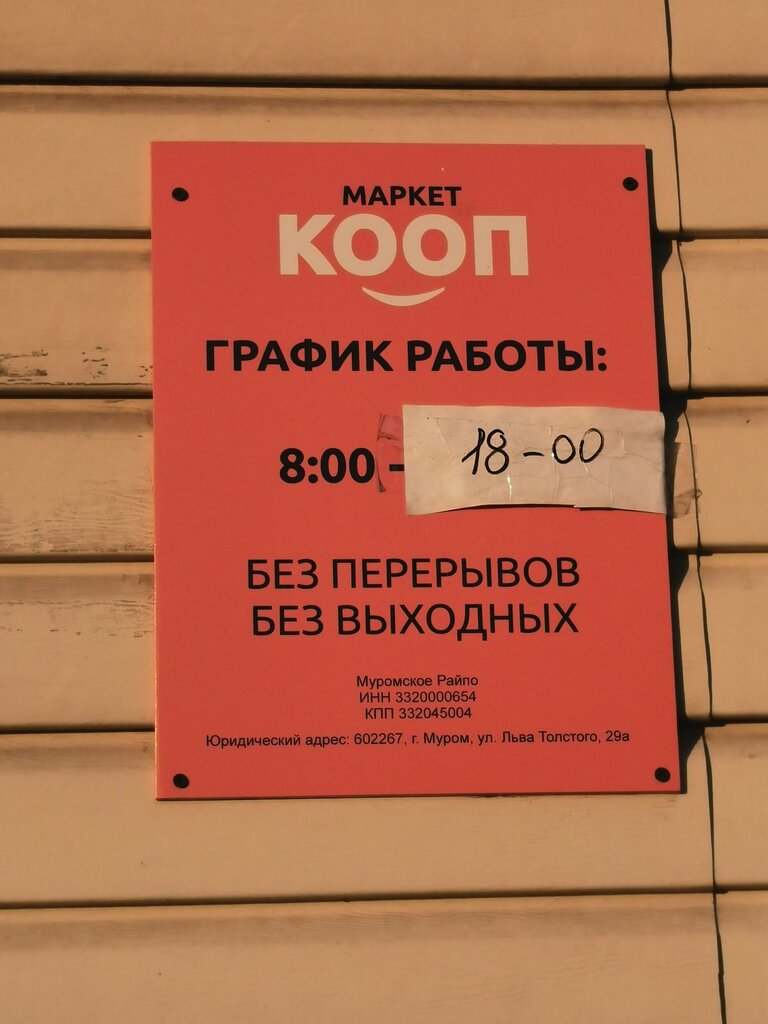 МАРКЕТ
КООП
ГРАФИК РАБОТЫ:
8:00 - 18-00
БЕЗ ПЕРЕРЫВОВ
БЕЗ ВЫХОДНЫХ
Муромское Райпо
ИНН 3320000654
КПП 332045004
Юридический адрес: 602267, г. Муром, ул. Льва Толстого, 29а